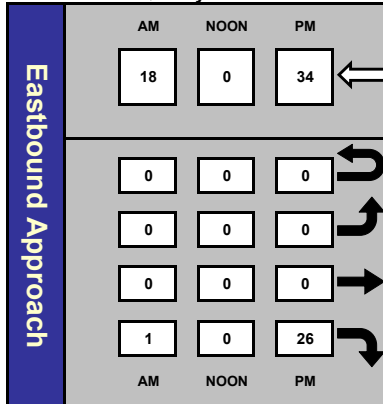 AM NOON PM
18 0 34
Eastbound Approach
0 0 0
0 0 0
0 0 0
1 0 26
AM NOON PM